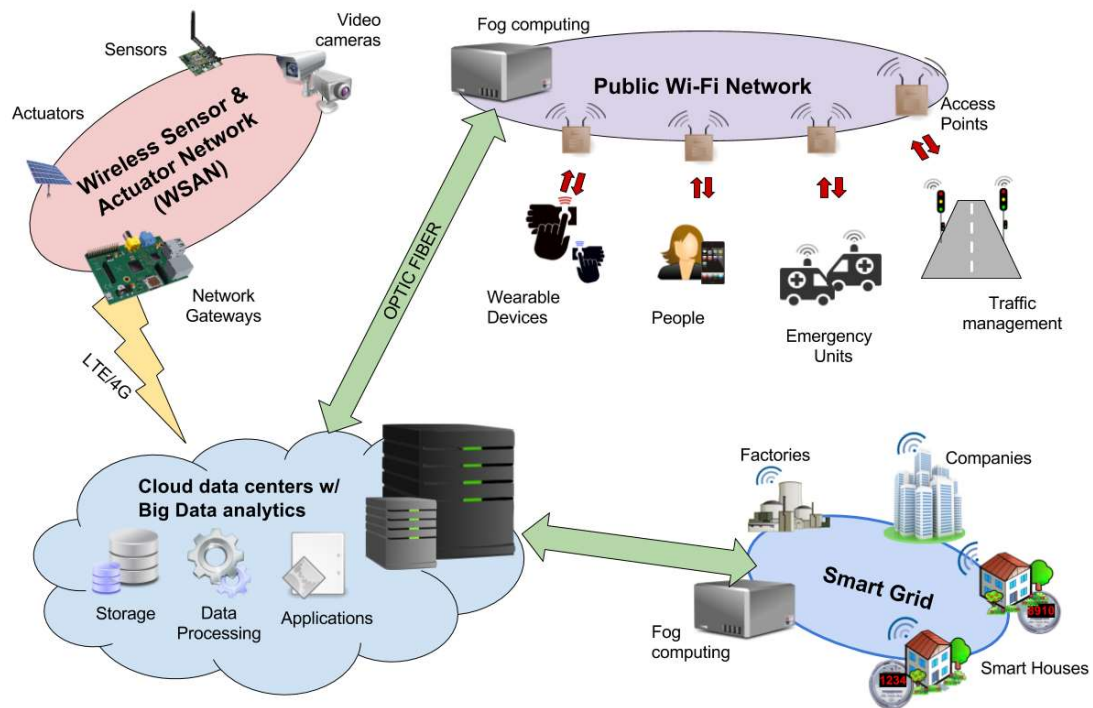 Video
cameras
Sensors
Actuators
Wireless Sensor &
Actuator Network
(WSAN)
Network
Gateways
LTE/4G
Fog computing
Public Wi-Fi Network
Access
Points
Wearable
Devices
People
Emergency
Units
Traffic
management
OPTIC FIBER
Cloud data centers w/
Big Data analytics
Storage
Data
Processing
Applications
Factories
Companies
Smart Grid
Fog
computing
8910
1234
Smart Houses